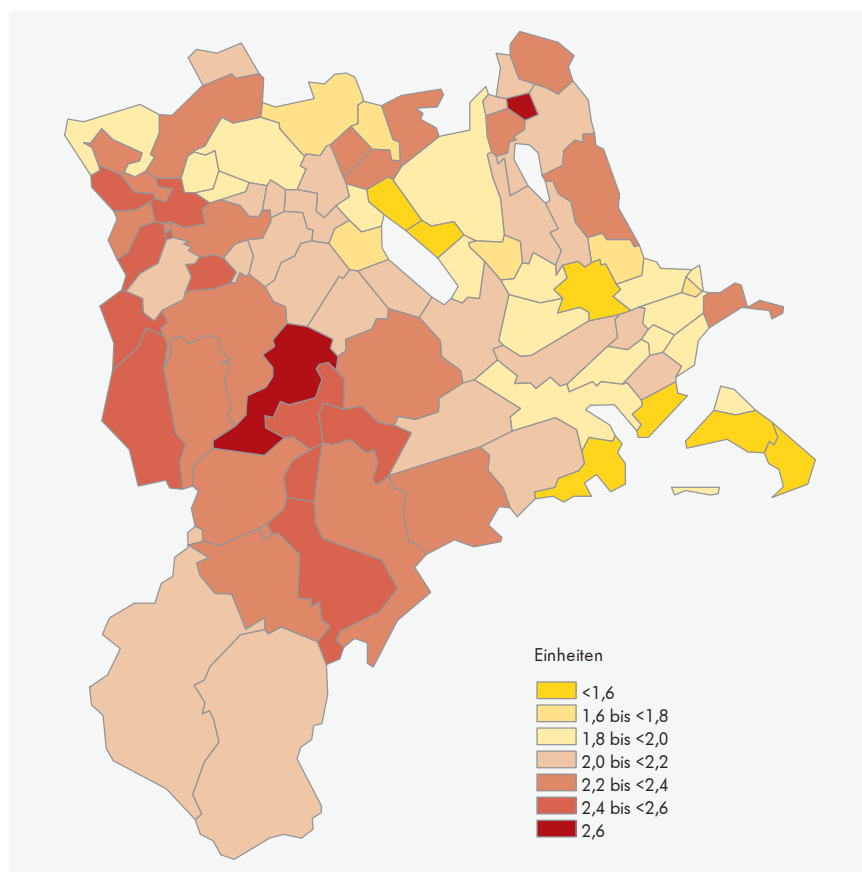 Einheiten
<1,6
1,6 bis <1,8
1,8 bis <2,0
2,0 bis <2,2
2,2 bis <2,4
2,4 bis <2,6
2,6